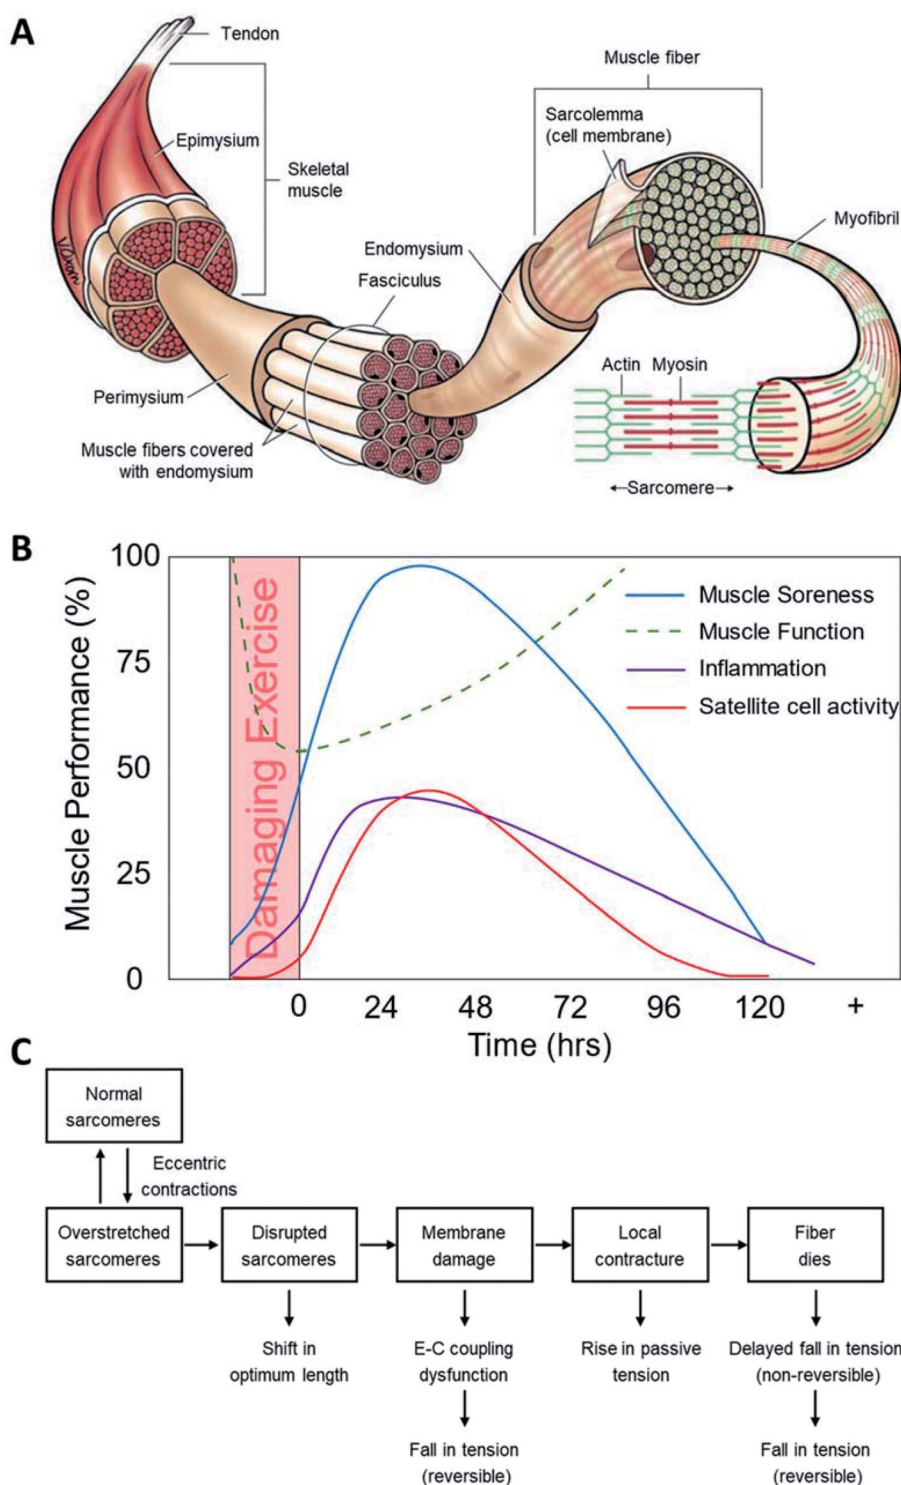 A
Tendon
Epimysium
Skeletal
muscle
Muscle fiber
Sarcolemma
(cell membrane)
Myofibril
Endomysium
Fasciculus
Perimysium
Muscle fibers covered
with endomysium
Actin
Myosin
Sarcomere
B
Muscle Performance (%)
100
75
50
25
0
Damaging Exercise
Muscle Soreness
Muscle Function
Inflammation
Satellite cell activity
0 24 48 72 96 120 +
Time (hrs)
C
Normal
sarcomeres
Eccentric
contractions
Overstretched
sarcomeres
Disrupted
sarcomeres
Membrane
damage
Local
contracture
Fiber
dies
Shift in
optimum length
E-C coupling
dysfunction
Rise in passive
tension
Delayed fall in tension
(non-reversible)
Fall in tension
(reversible)
Fall in tension
(reversible)